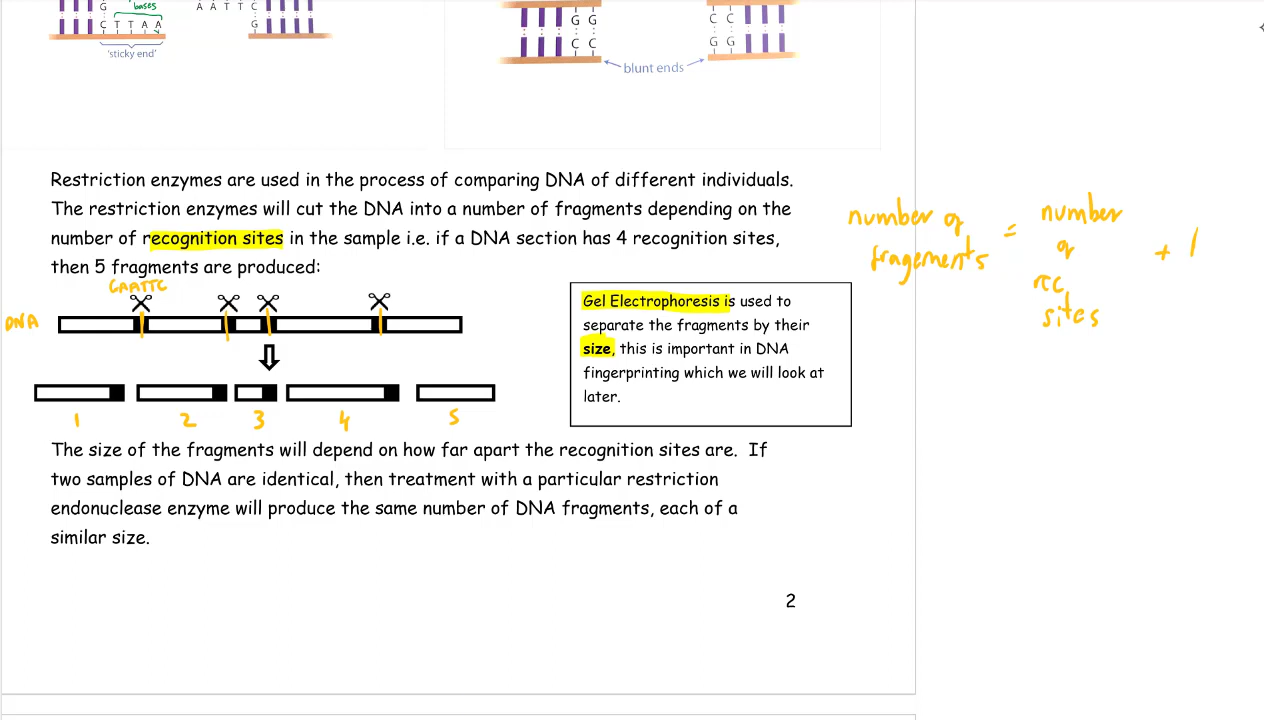 bases
G
C T T A A
'sticky end'
A A T T C
G
G G
C C
C C
G G
blunt ends
Restriction enzymes are used in the process of comparing DNA of different individuals.
The restriction enzymes will cut the DNA into a number of fragments depending on the
number of recognition sites in the sample i.e. if a DNA section has 4 recognition sites,
then 5 fragments are produced:
GAATTC
DNA
1 2 3 4 5
Gel Electrophoresis is used to
separate the fragments by their
size, this is important in DNA
fingerprinting which we will look at
later.
The size of the fragments will depend on how far apart the recognition sites are. If
two samples of DNA are identical, then treatment with a particular restriction
endonuclease enzyme will produce the same number of DNA fragments, each of a
similar size.
2
number of
fragements
=
number
of
rec
sites
+ 1